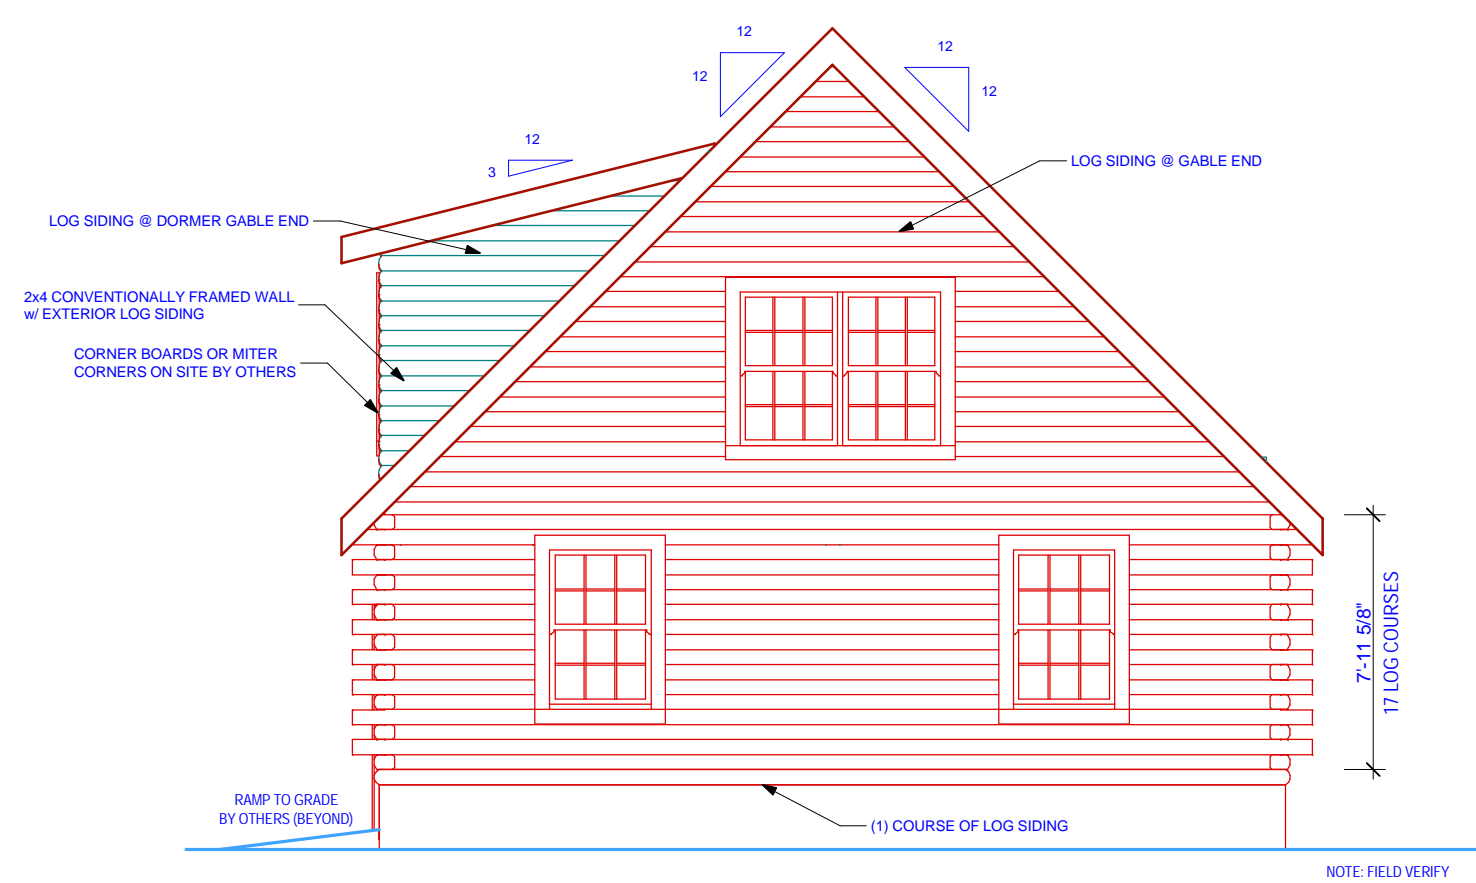 12
12
12
12
12
3
LOG SIDING @ GABLE END
LOG SIDING @ DORMER GABLE END
2x4 CONVENTIONALLY FRAMED WALL
w/ EXTERIOR LOG SIDING
CORNER BOARDS OR MITER
CORNERS ON SITE BY OTHERS
7'-11 5/8"
17 LOG COURSES
RAMP TO GRADE
BY OTHERS (BEYOND)
(1) COURSE OF LOG SIDING
NOTE: FIELD VERIFY